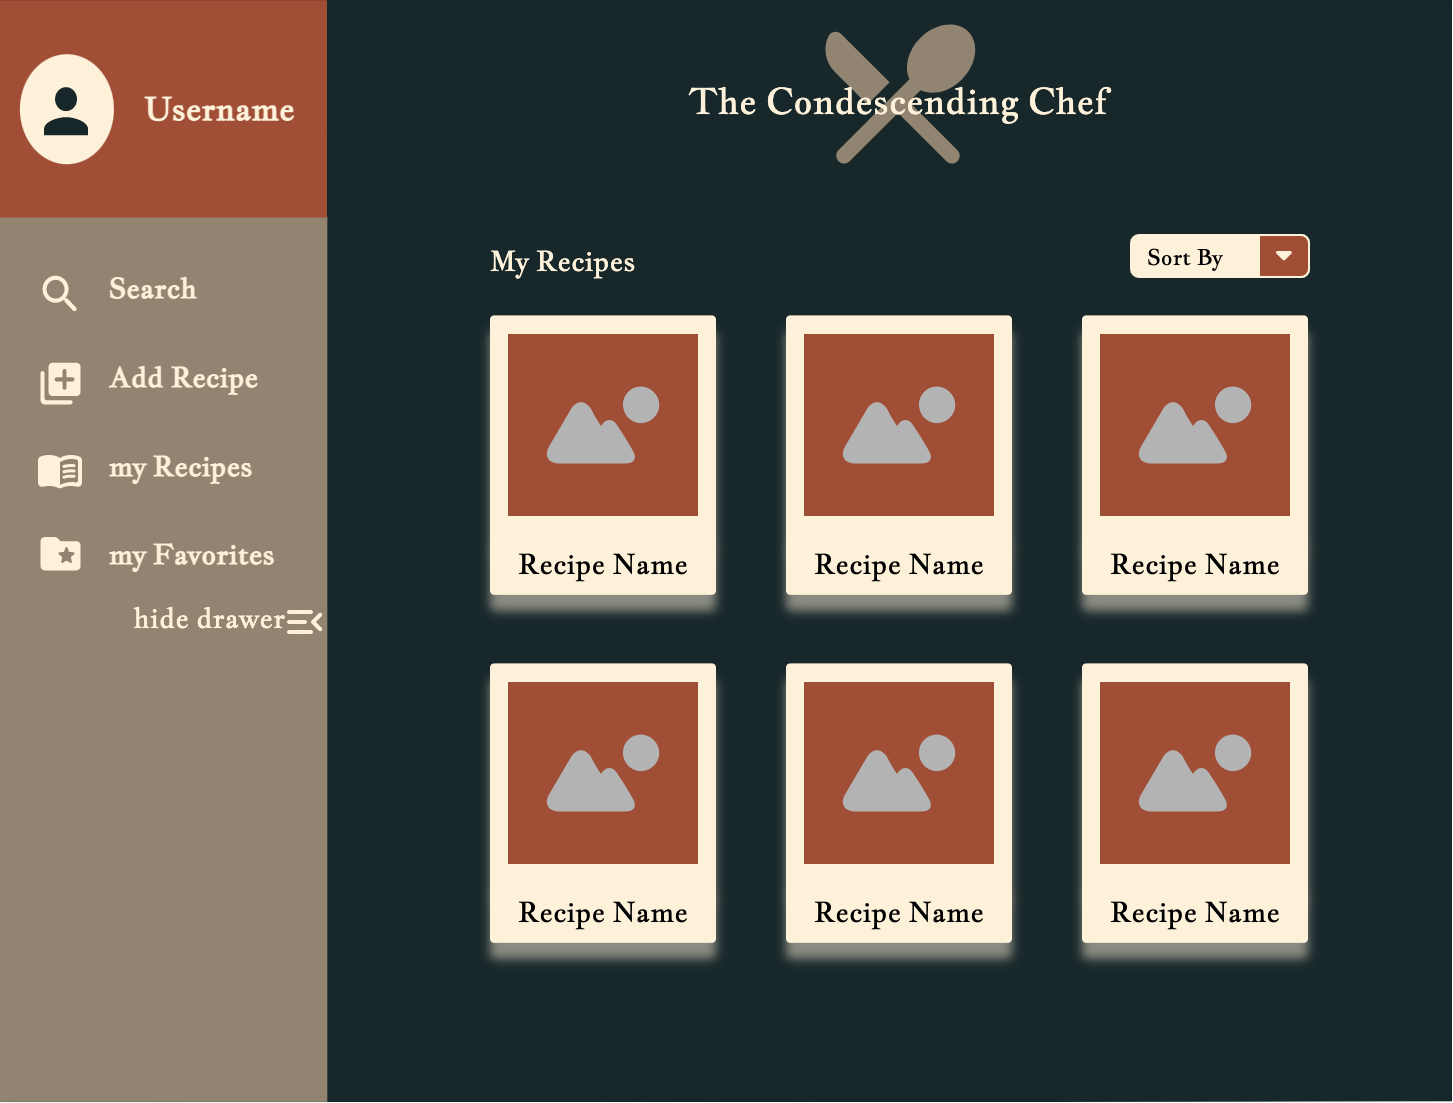 Username
Search
Add Recipe
my Recipes
my Favorites
hide drawer
The Condescending Chef
My Recipes
Sort By
Recipe Name
Recipe Name
Recipe Name
Recipe Name
Recipe Name
Recipe Name